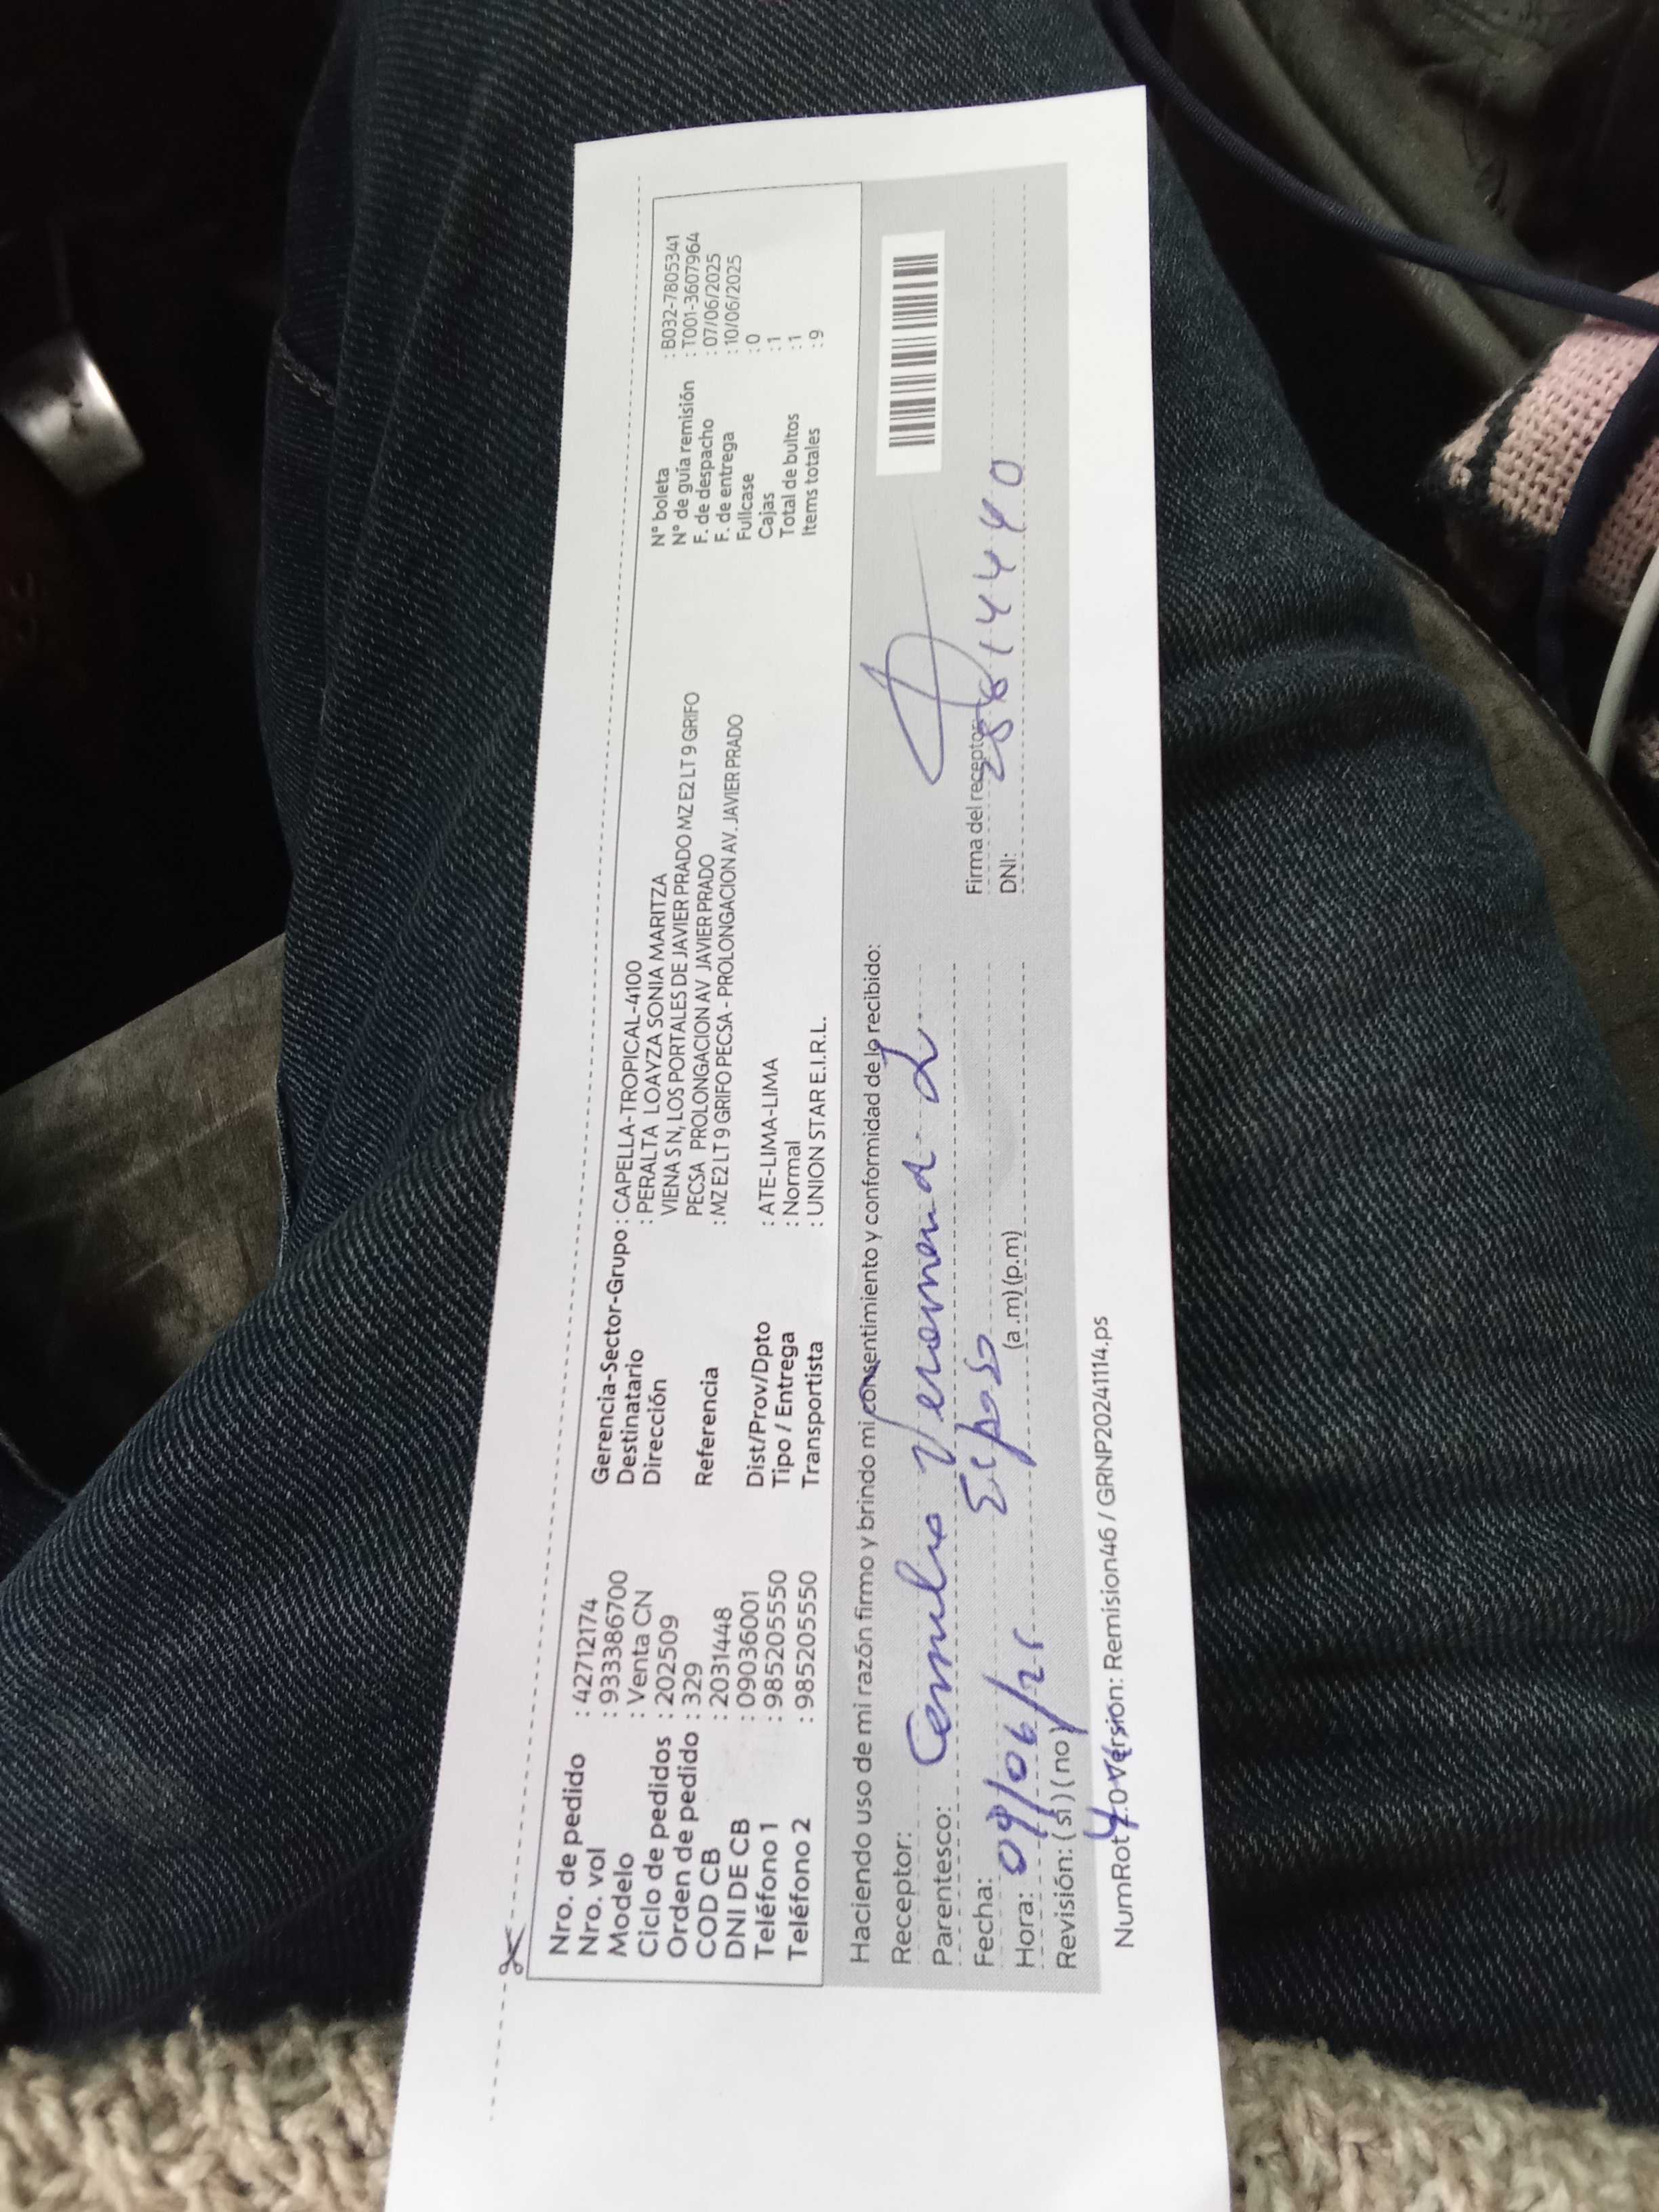 Nro. de pedido : 42712174
Nro. vol : 9333867​00
Modelo : Venta CN
Ciclo de pedidos : 202509
Orden de pedido : 329
COD CB : 2031448
DNI DE CB : 09036001
Teléfono 1 : 985205550
Teléfono 2 : 985205550
Gerencia-Sector-Grupo : CAPELLA-TROPICAL-4100
Destinatario : PERALTA LOAYZA SONIA MARITZA
Dirección VIENA S N, LOS PORTALES DE JAVIER PRADO MZ E2 LT 9 GRIFO
PECSA PROLONGACION AV JAVIER PRADO
Referencia : MZ E2 LT 9 GRIFO PECSA - PROLONGACION AV. JAVIER PRADO
Dist/Prov/Dpto : ATE-LIMA-LIMA
Tipo / Entrega : Normal
Transportista : UNION STAR E.I.R.L.
N° boleta : B032-7805341
N° de guía remisión : T001-3607964
F. de despacho : 07/06/2025
F. de entrega : 10/06/2025
Fullcase : 0
Cajas : 1
Total de bultos : 1
Items totales : 9
Haciendo uso de mi razón firmo y brindo mi consentimiento y conformidad de lo recibido:
Receptor:
Parentesco: Esposo
Fecha: 09/06/25
Hora: (a.m) (p.m)
Revisión: (si) (no)
Firma del receptor:
DNI:
NumRot 4.0 Versión: Remision46 / GRNP20241114.ps